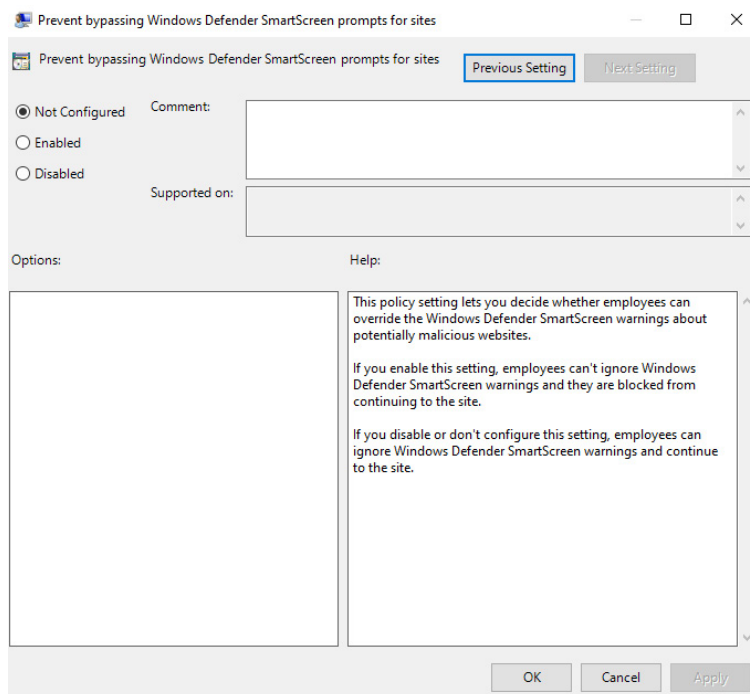 Prevent bypassing Windows Defender SmartScreen prompts for sites
Prevent bypassing Windows Defender SmartScreen prompts for sites
Previous Setting
Next Setting
Not Configured
Comment:
Enabled
Disabled
Supported on:
Options:
Help:
This policy setting lets you decide whether employees can
override the Windows Defender SmartScreen warnings about
potentially malicious websites.
If you enable this setting, employees can't ignore Windows
Defender SmartScreen warnings and they are blocked from
continuing to the site.
If you disable or don't configure this setting, employees can
ignore Windows Defender SmartScreen warnings and continue
to the site.
OK
Cancel
Apply